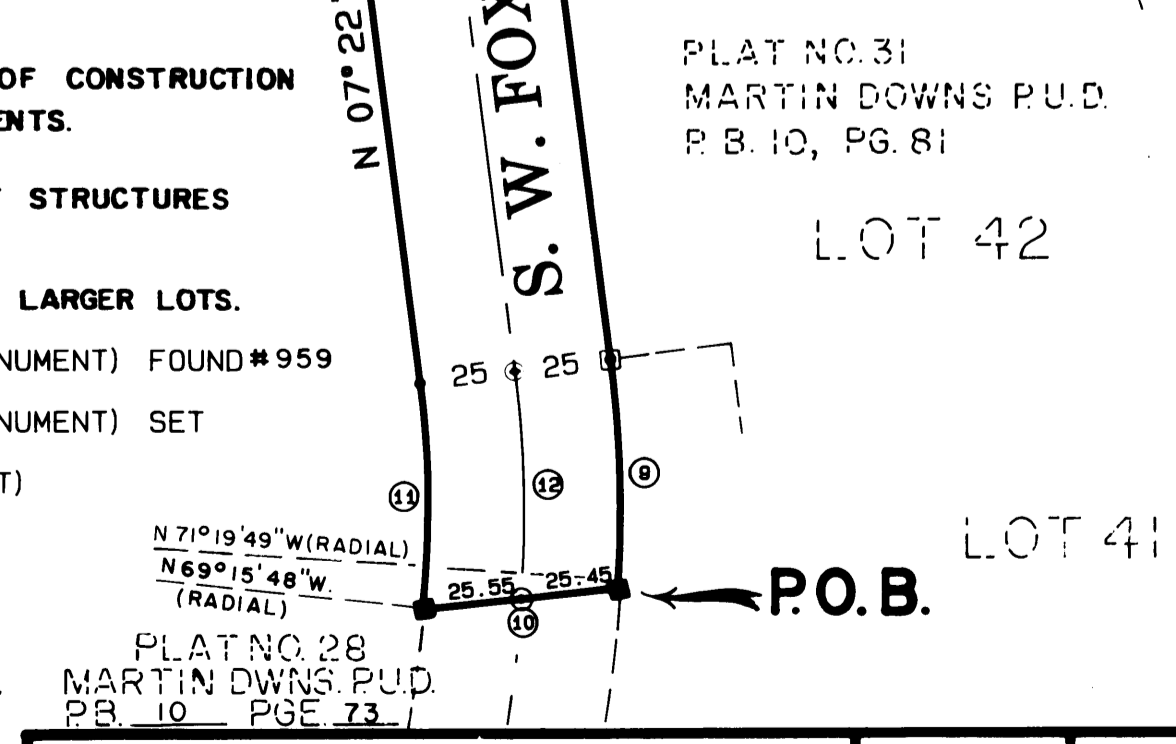 OF CONSTRUCTION
ENTS.
STRUCTURES
LARGER LOTS.
NUMENT) FOUND #959
NUMENT) SET
T)
N 07° 22'
S. W. FOX
PLAT NO. 31
MARTIN DOWNS P.U.D.
P. B. 10, PG. 81
LOT 42
25 25
11
12
9
LOT 41
N 71° 19' 49" W (RADIAL)
N 69° 15' 48" W.
(RADIAL)
25.55 25.45
10
P.O.B.
PLAT NO. 28
MARTIN DWNS. P.U.D.
P.B. 10 PGE. 73